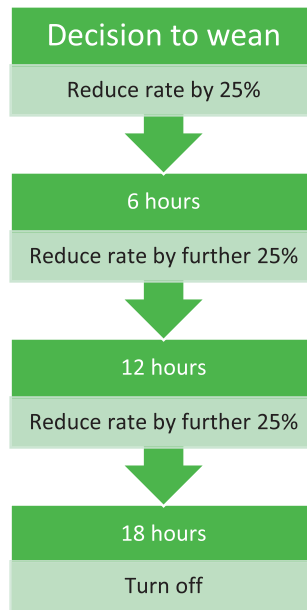 Decision to wean
Reduce rate by 25%
6 hours
Reduce rate by further 25%
12 hours
Reduce rate by further 25%
18 hours
Turn off